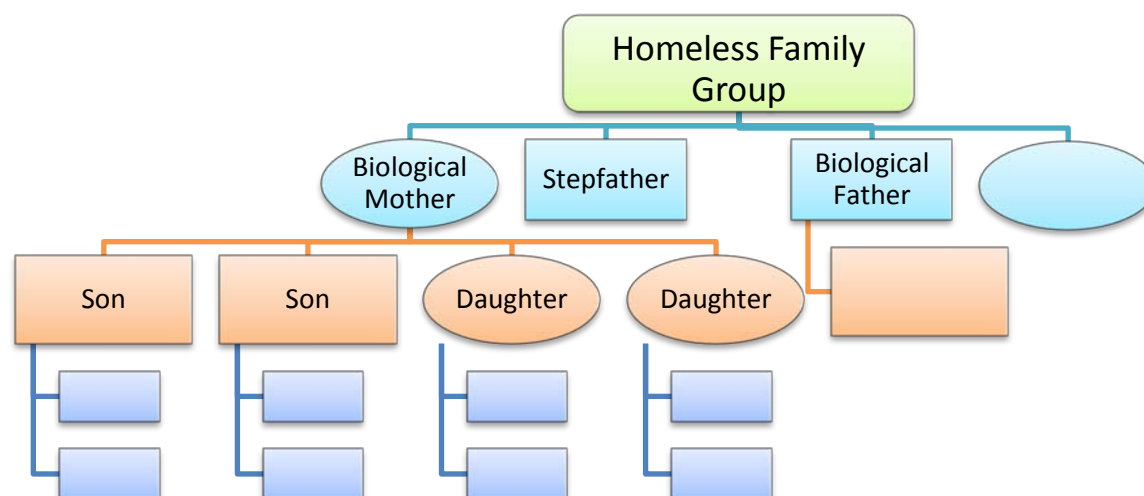 Homeless Family
Group
Biological
Mother
Stepfather
Biological
Father
Son
Son
Daughter
Daughter